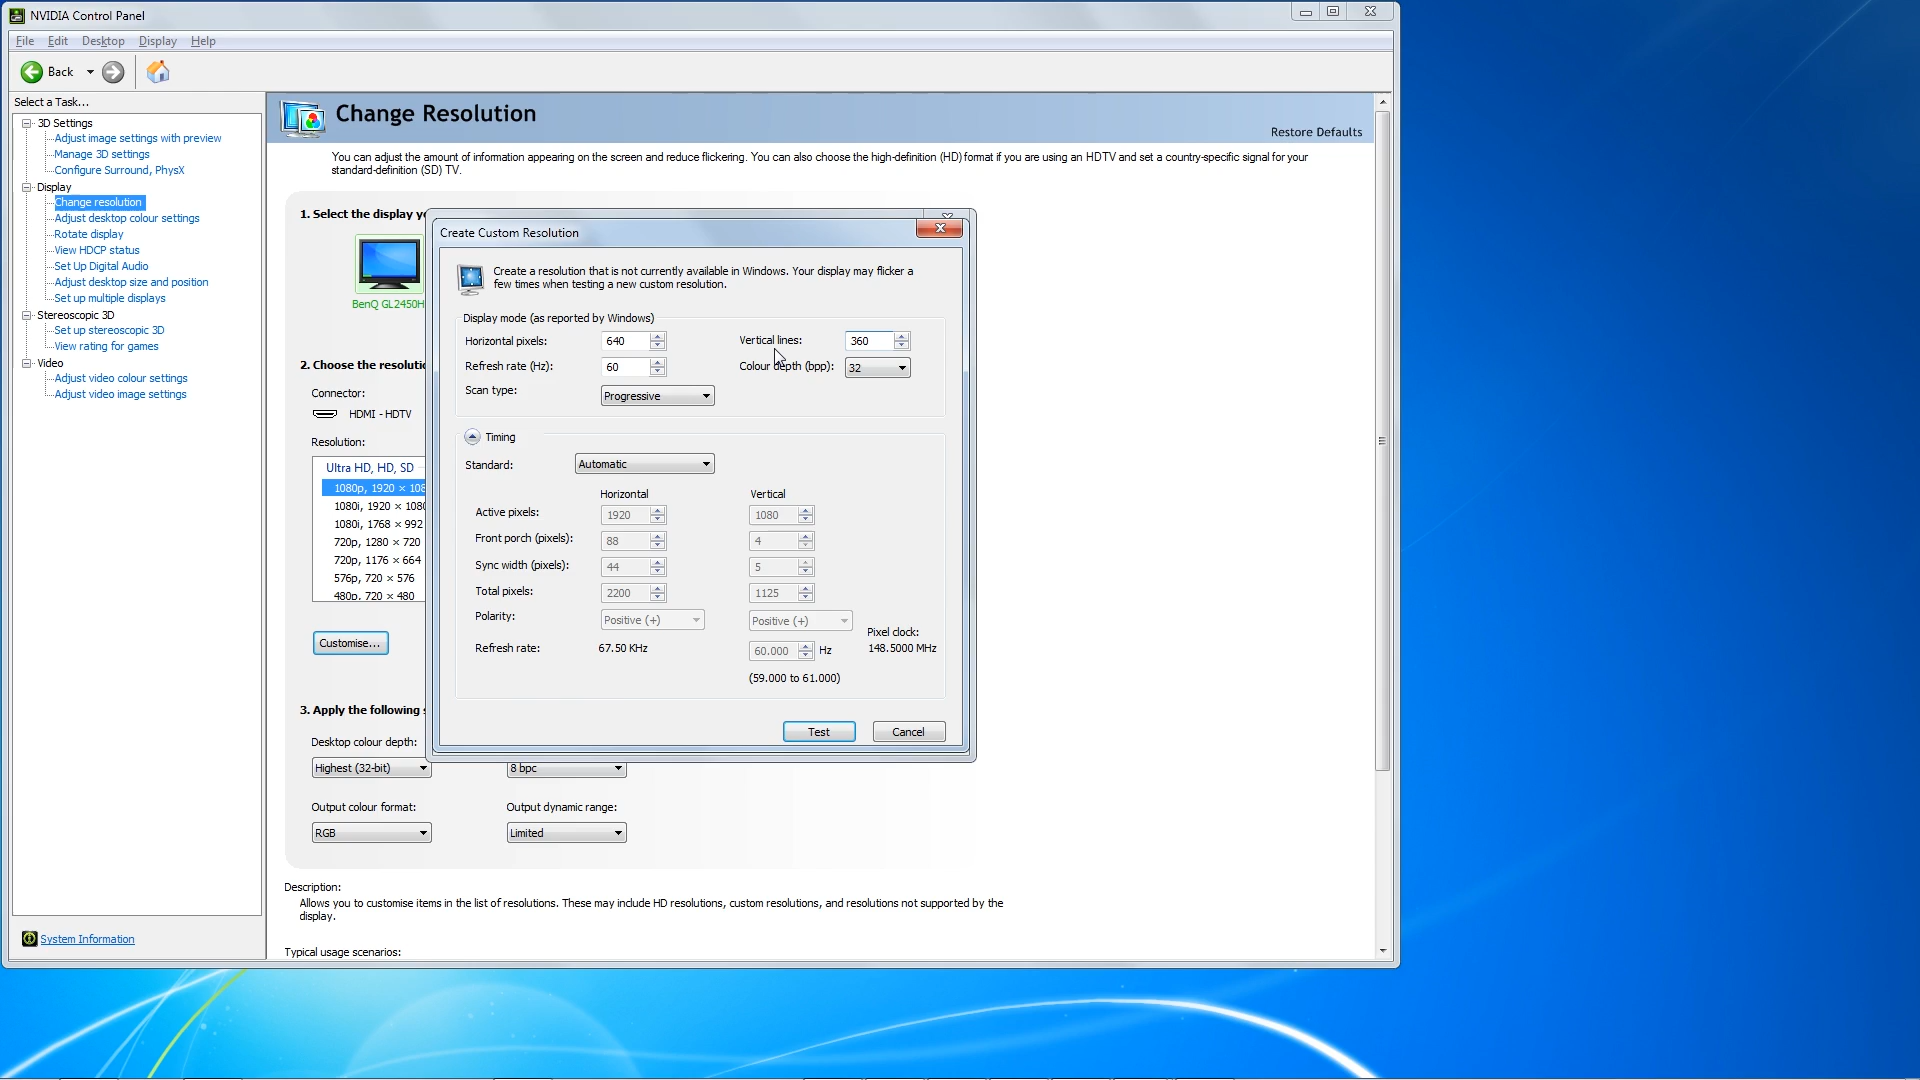 NVIDIA Control Panel
File Edit Desktop Display Help
Back
Select a Task...
3D Settings
Adjust image settings with preview
Manage 3D settings
Configure Surround, PhysX
Display
Change resolution
Adjust desktop colour settings
Rotate display
View HDCP status
Set Up Digital Audio
Adjust desktop size and position
Set up multiple displays
Stereoscopic 3D
Set up stereoscopic 3D
View rating for games
Video
Adjust video colour settings
Adjust video image settings
System Information
Change Resolution
Restore Defaults
You can adjust the amount of information appearing on the screen and reduce flickering. You can also choose the high-definition (HD) format if you are using an HDTV and set a country-specific signal for your
standard-definition (SD) TV.
1. Select the display
BenQ GL2450H
2. Choose the
Connector:
HDMI - HDTV
Resolution:
Ultra HD, HD, SD
1080p, 1920 × 108
1080i, 1920 × 1080
1080i, 1768 × 992
720p, 1280 × 720
720p, 1176 × 664
576p, 720 × 576
480p, 720 × 480
Customise...
3. Apply the following
Desktop colour depth:
Highest (32-bit)
8 bpc
Output colour format:
Output dynamic range:
RGB
Limited
Description:
Allows you to customise items in the list of resolutions. These may include HD resolutions, custom resolutions, and resolutions not supported by the
display.
Typical usage scenarios:
Create Custom Resolution
Create a resolution that is not currently available in Windows. Your display may flicker a
few times when testing a new custom resolution.
Display mode (as reported by Windows)
Horizontal pixels: 640 Vertical lines: 360
Refresh rate (Hz): 60 Colour depth (bpp): 32
Scan type: Progressive
Timing
Standard: Automatic
Horizontal Vertical
Active pixels: 1920 1080
Front porch (pixels): 88 4
Sync width (pixels): 44 5
Total pixels: 2200 1125
Polarity: Positive (+) Positive (+)
Pixel clock:
Refresh rate: 67.50 KHz 60.000 Hz 148.5000 MHz
(59.000 to 61.000)
Test Cancel